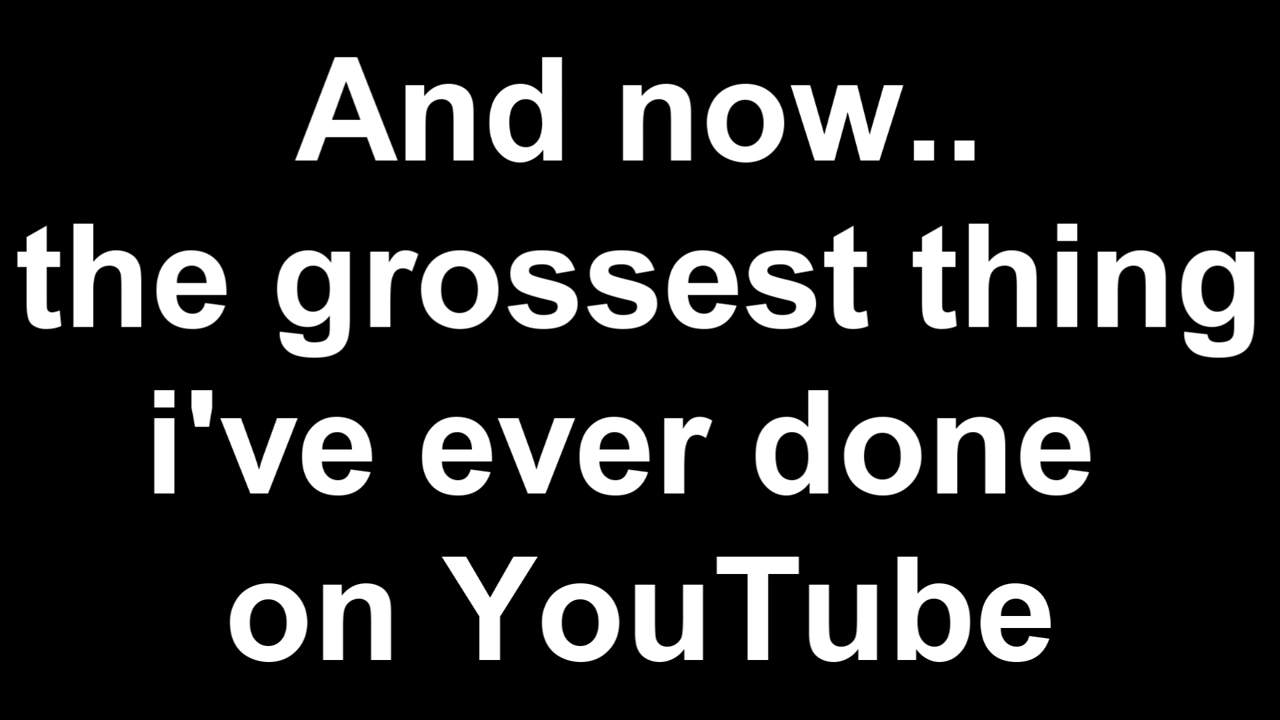 And now..
the grossest thing
i've ever done
on YouTube